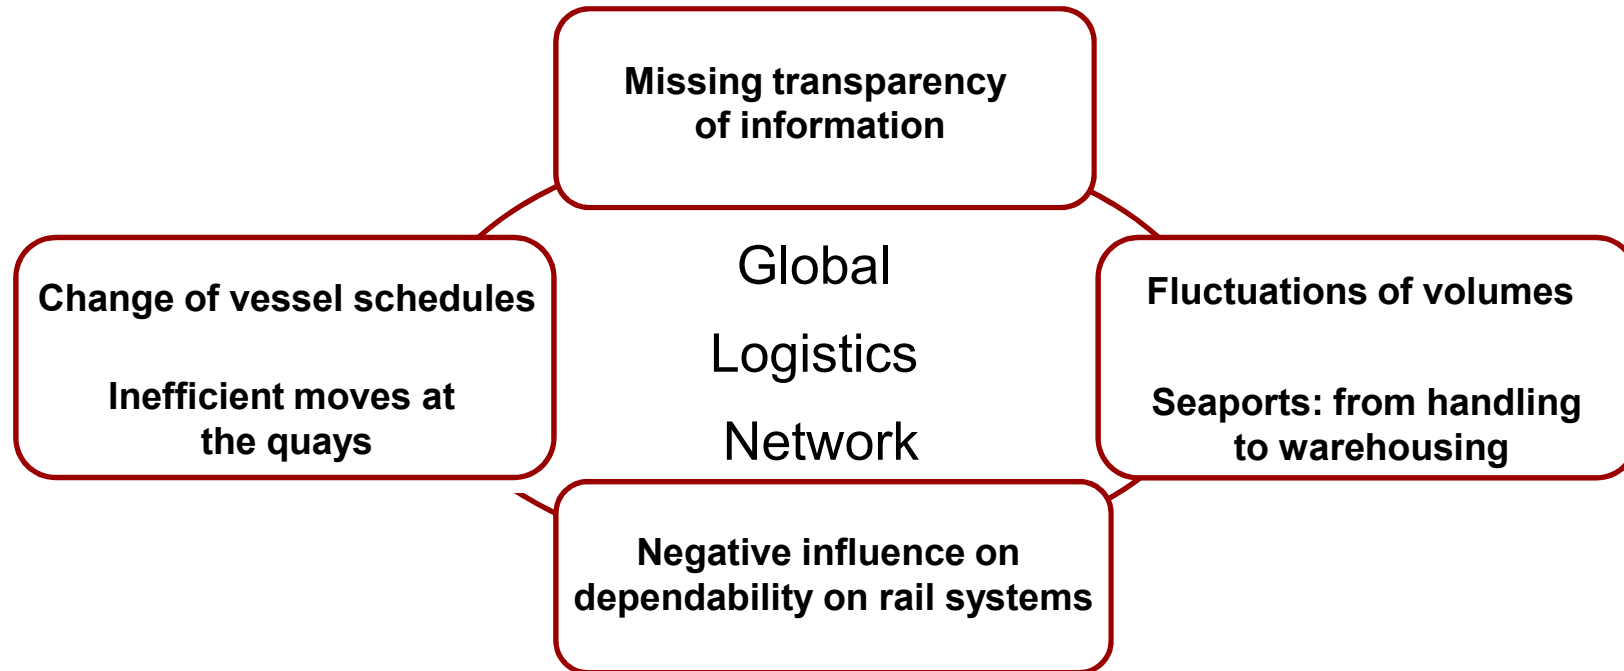 Missing transparency
of information
Change of vessel schedules
Inefficient moves at
the quays
Global
Logistics
Network
Fluctuations of volumes
Seaports: from handling
to warehousing
Negative influence on
dependability on rail systems